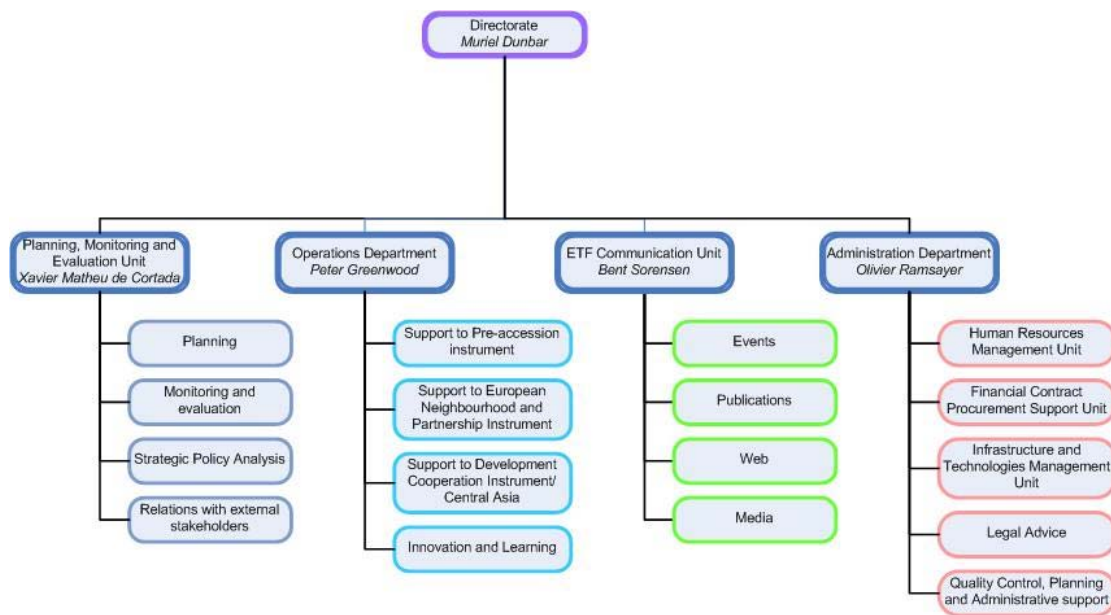 Directorate
Muriel Dunbar
Planning, Monitoring and
Evaluation Unit
Xavier Matheu de Cortada
Operations Department
Peter Greenwood
ETF Communication Unit
Bent Sorensen
Administration Department
Olivier Ramsayer
Planning
Monitoring and
evaluation
Strategic Policy Analysis
Relations with external
stakeholders
Support to Pre-accession
instrument
Support to European
Neighbourhood and
Partnership Instrument
Support to Development
Cooperation Instrument/
Central Asia
Innovation and Learning
Events
Publications
Web
Media
Human Resources
Management Unit
Financial Contract
Procurement Support Unit
Infrastructure and
Technologies Management
Unit
Legal Advice
Quality Control, Planning
and Administrative support